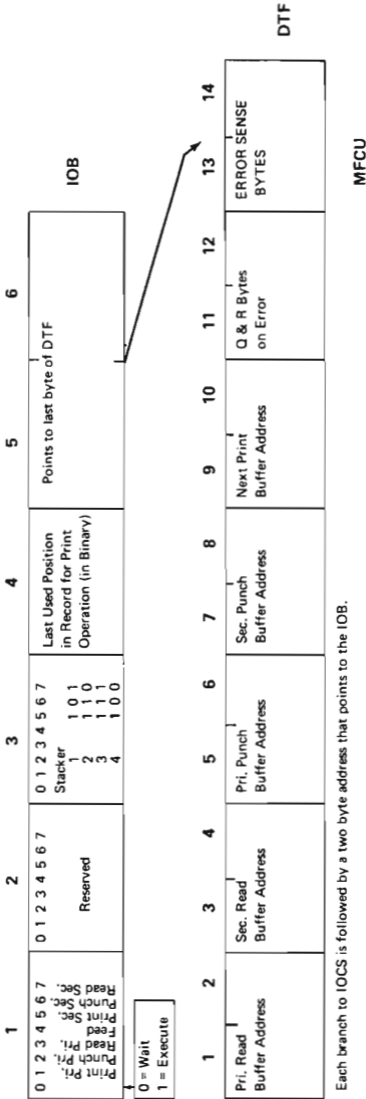 1 2 3 4 5 6
0 1 2 3 4 5 6 7
Print Pri.
Punch Pri.
Read Pri.
Feed
Print Sec.
Punch Sec.
Read Sec.
0 = Wait
1 = Execute
0 1 2 3 4 5 6 7
Reserved
0 1 2 3 4 5 6 7
Stacker
1 1 0 1
2 1 1 0
3 1 1 1
4 1 0 0
Last Used Position
in Record for Print
Operation (in Binary)
Points to last byte of DTF
IOB
1 2 3 4 5 6 7 8 9 10 11 12 13 14
Pri. Read
Buffer Address
Sec. Read
Buffer Address
Pri. Punch
Buffer Address
Sec. Punch
Buffer Address
Next Print
Buffer Address
Q & R Bytes
on Error
ERROR SENSE
BYTES
DTF
Each branch to IOCS is followed by a two byte address that points to the IOB.
MFCU